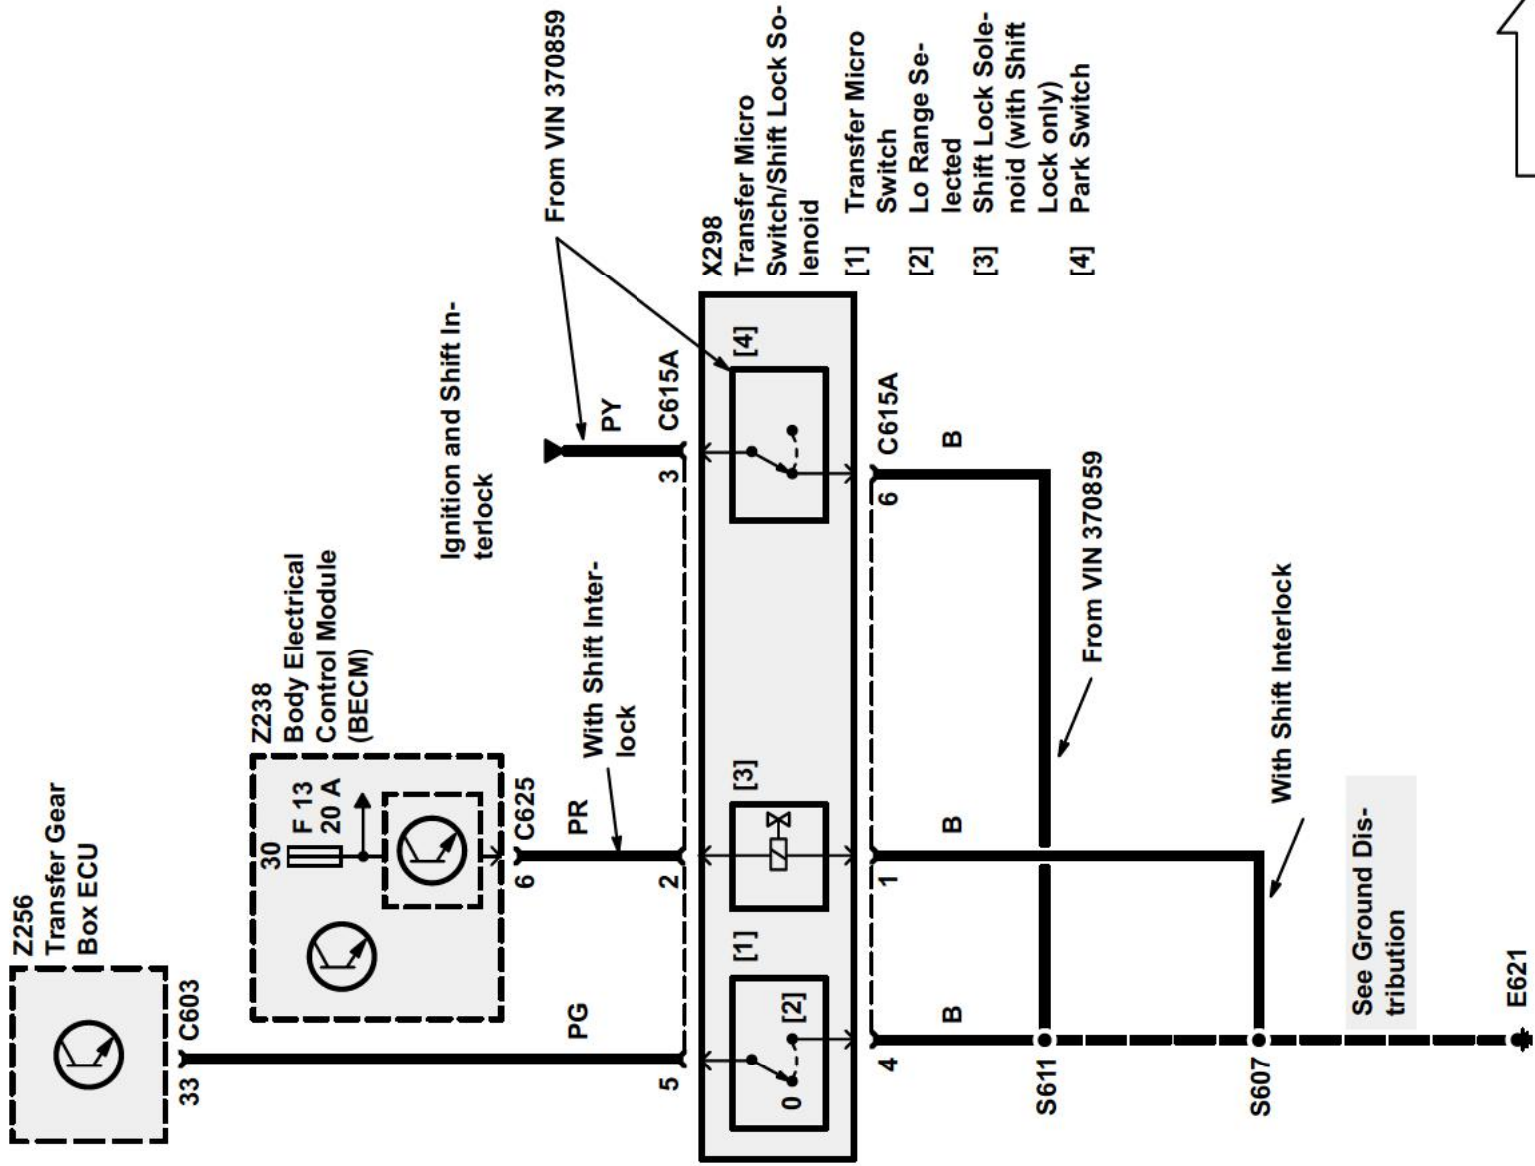 Z256
Transfer Gear
Box ECU
33
C603
Z238
Body Electrical
Control Module
(BECM)
30
F 13
20 A
6
C625
Ignition and Shift In-
terlock
From VIN 370859
PG
PR
With Shift Inter-
lock
PY
5
2
3
C615A
X298
Transfer Micro
Switch/Shift Lock So-
lenoid
[1]
0
[2]
[3]
[4]
[1] Transfer Micro
Switch
[2] Lo Range Se-
lected
[3] Shift Lock Sole-
noid (with Shift
Lock only)
[4] Park Switch
4
1
6
C615A
B
B
B
S611
From VIN 370859
S607
With Shift Interlock
See Ground Dis-
tribution
E621